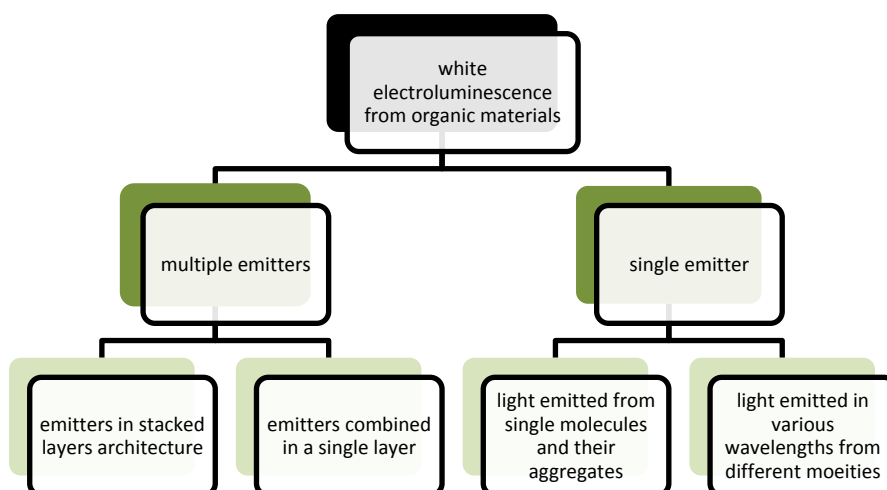 white
electroluminescence
from organic materials
multiple emitters
single emitter
emitters in stacked
layers architecture
emitters combined
in a single layer
light emitted from
single molecules
and their
aggregates
light emitted in
various
wavelengths from
different moeities